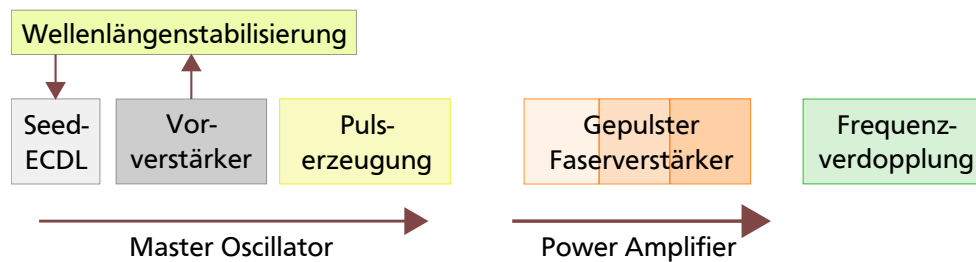 Wellenlängenstabilisierung
Seed-
ECDL
Vor-
verstärker
Puls-
erzeugung
Gepulster
Faserverstärker
Frequenz-
verdopplung
Master Oscillator
Power Amplifier